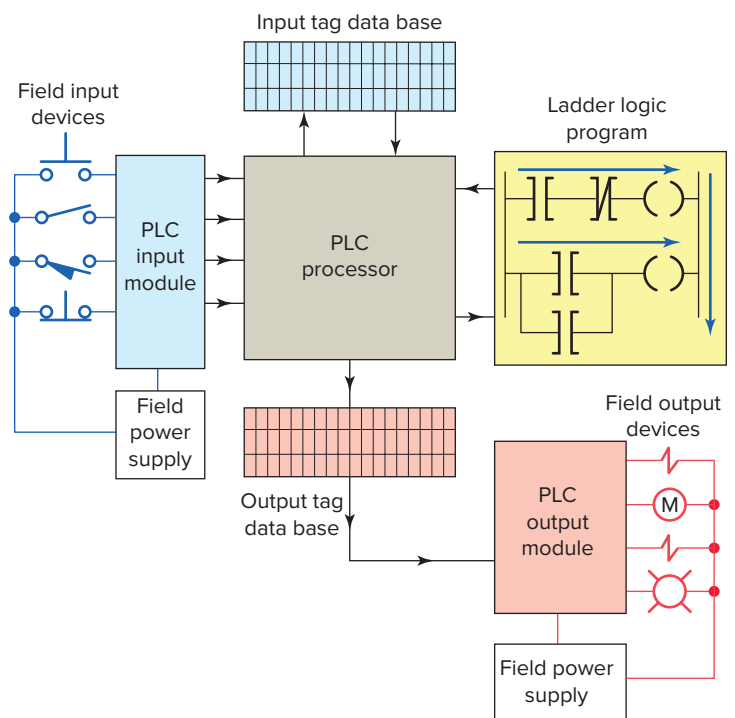 Input tag data base
Field input
devices
Ladder logic
program
PLC
input
module
PLC
processor
Field
power
supply
Output tag
data base
Field output
devices
PLC
output
module
M
Field power
supply